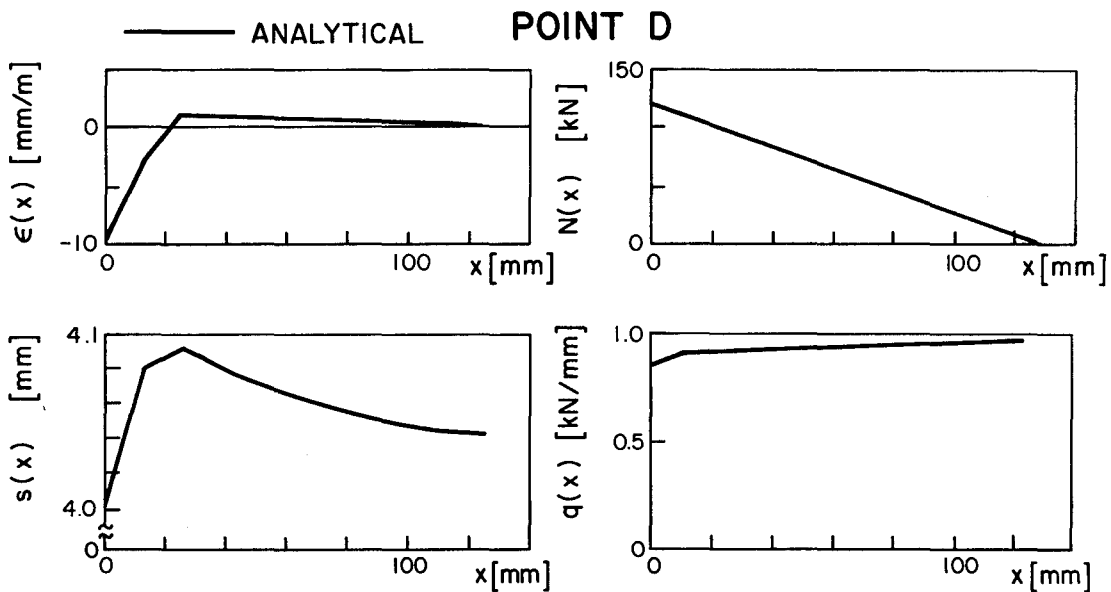 ANALYTICAL
POINT D
ϵ(x) [mm/m]
0
-10
0
100
x[mm]
N(x) [kN]
150
0
0
100
x[mm]
s(x) [mm]
4.1
4.0
0
0
100
x[mm]
q(x) [kN/mm]
1.0
0.5
0
0
100
x[mm]